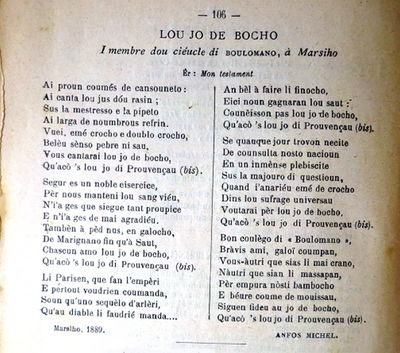 — 106 —
LOU JO DE BOCHO
I membre dou ciéucle di BOULOMANO, à Marsiho
Èr : Mon testament
Ai proun coumés de cansouneto :
Ai canta lou jus dóu rasin ;
Sus la mestresso e la pipeto
Ai larga de noumbrous refrin.
Vuei, emé crocho e doublo crocho,
Belèu sènso pebre ni sau,
Vous cantarai lou jo de bocho,
Qu'acò 's lou jo di Prouvençau (bis).
Segur es un noble eisercice,
Pèr nous manteni lou sang viéu,
N'i'a ges que siegue tant proupice
E n'i'a ges de mai agradiéu.
Tambèn à pèd nus, en galocho,
De Marignano fin qu'à Saut,
Chascun amo lou jo de bocho,
Qu'acò 's lou jo di Prouvençau (bis).
Li Parisen, que fan l'empèri
E pertout voudrien coumanda,
Soun qu'uno sequèlo d'arlèri,
Qu'au diable li faudrié manda....
An bèl à faire li finocho,
Eici noun gagnaran lou saut :
Counèisson pas lou jo de bocho,
Qu'acò 's lou jo di Prouvençau (bis).
Se quauque jour trovon necite
De counsulta nosto nacioun
En un inmènse plebiscite
Sus la majouro di questioun,
Quand i'anariéu emé de crocho
Dins lou sufrage universau
Voutarai pèr lou jo de bocho,
Qu'acò 's lou jo di Prouvençau (bis).
Bon coulègo di « Boulomano »,
Bràvis ami, galoï coumpan,
Vous-àutri que sias li mai crano,
Nàutri que sian li massapan,
Pèr empura nòsti bambocho
E béure coume de mouissau,
Siguen fideu au jo de bocho,
Qu'acò 's lou jo di Prouvençau (bis).
Marsiho, 1889.
ANFOS MICHEL.